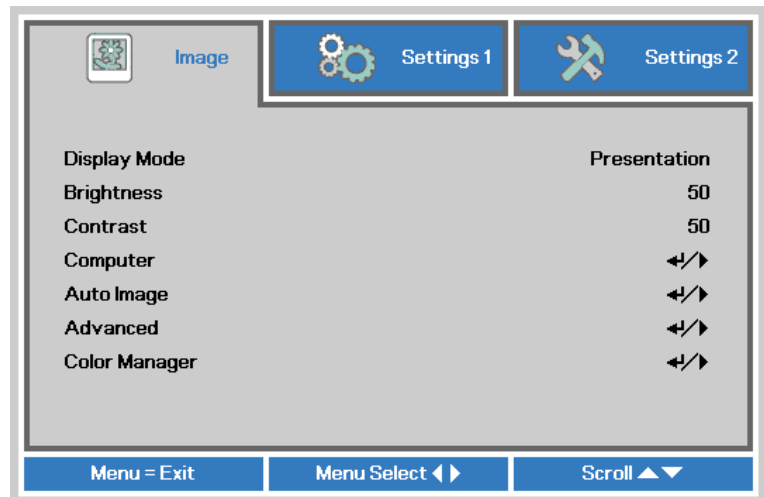 Image
Settings 1
Settings 2
Display Mode Presentation
Brightness 50
Contrast 50
Computer ↵/▶
Auto Image ↵/▶
Advanced ↵/▶
Color Manager ↵/▶
Menu = Exit
Menu Select ◀ ▶
Scroll ▲▼